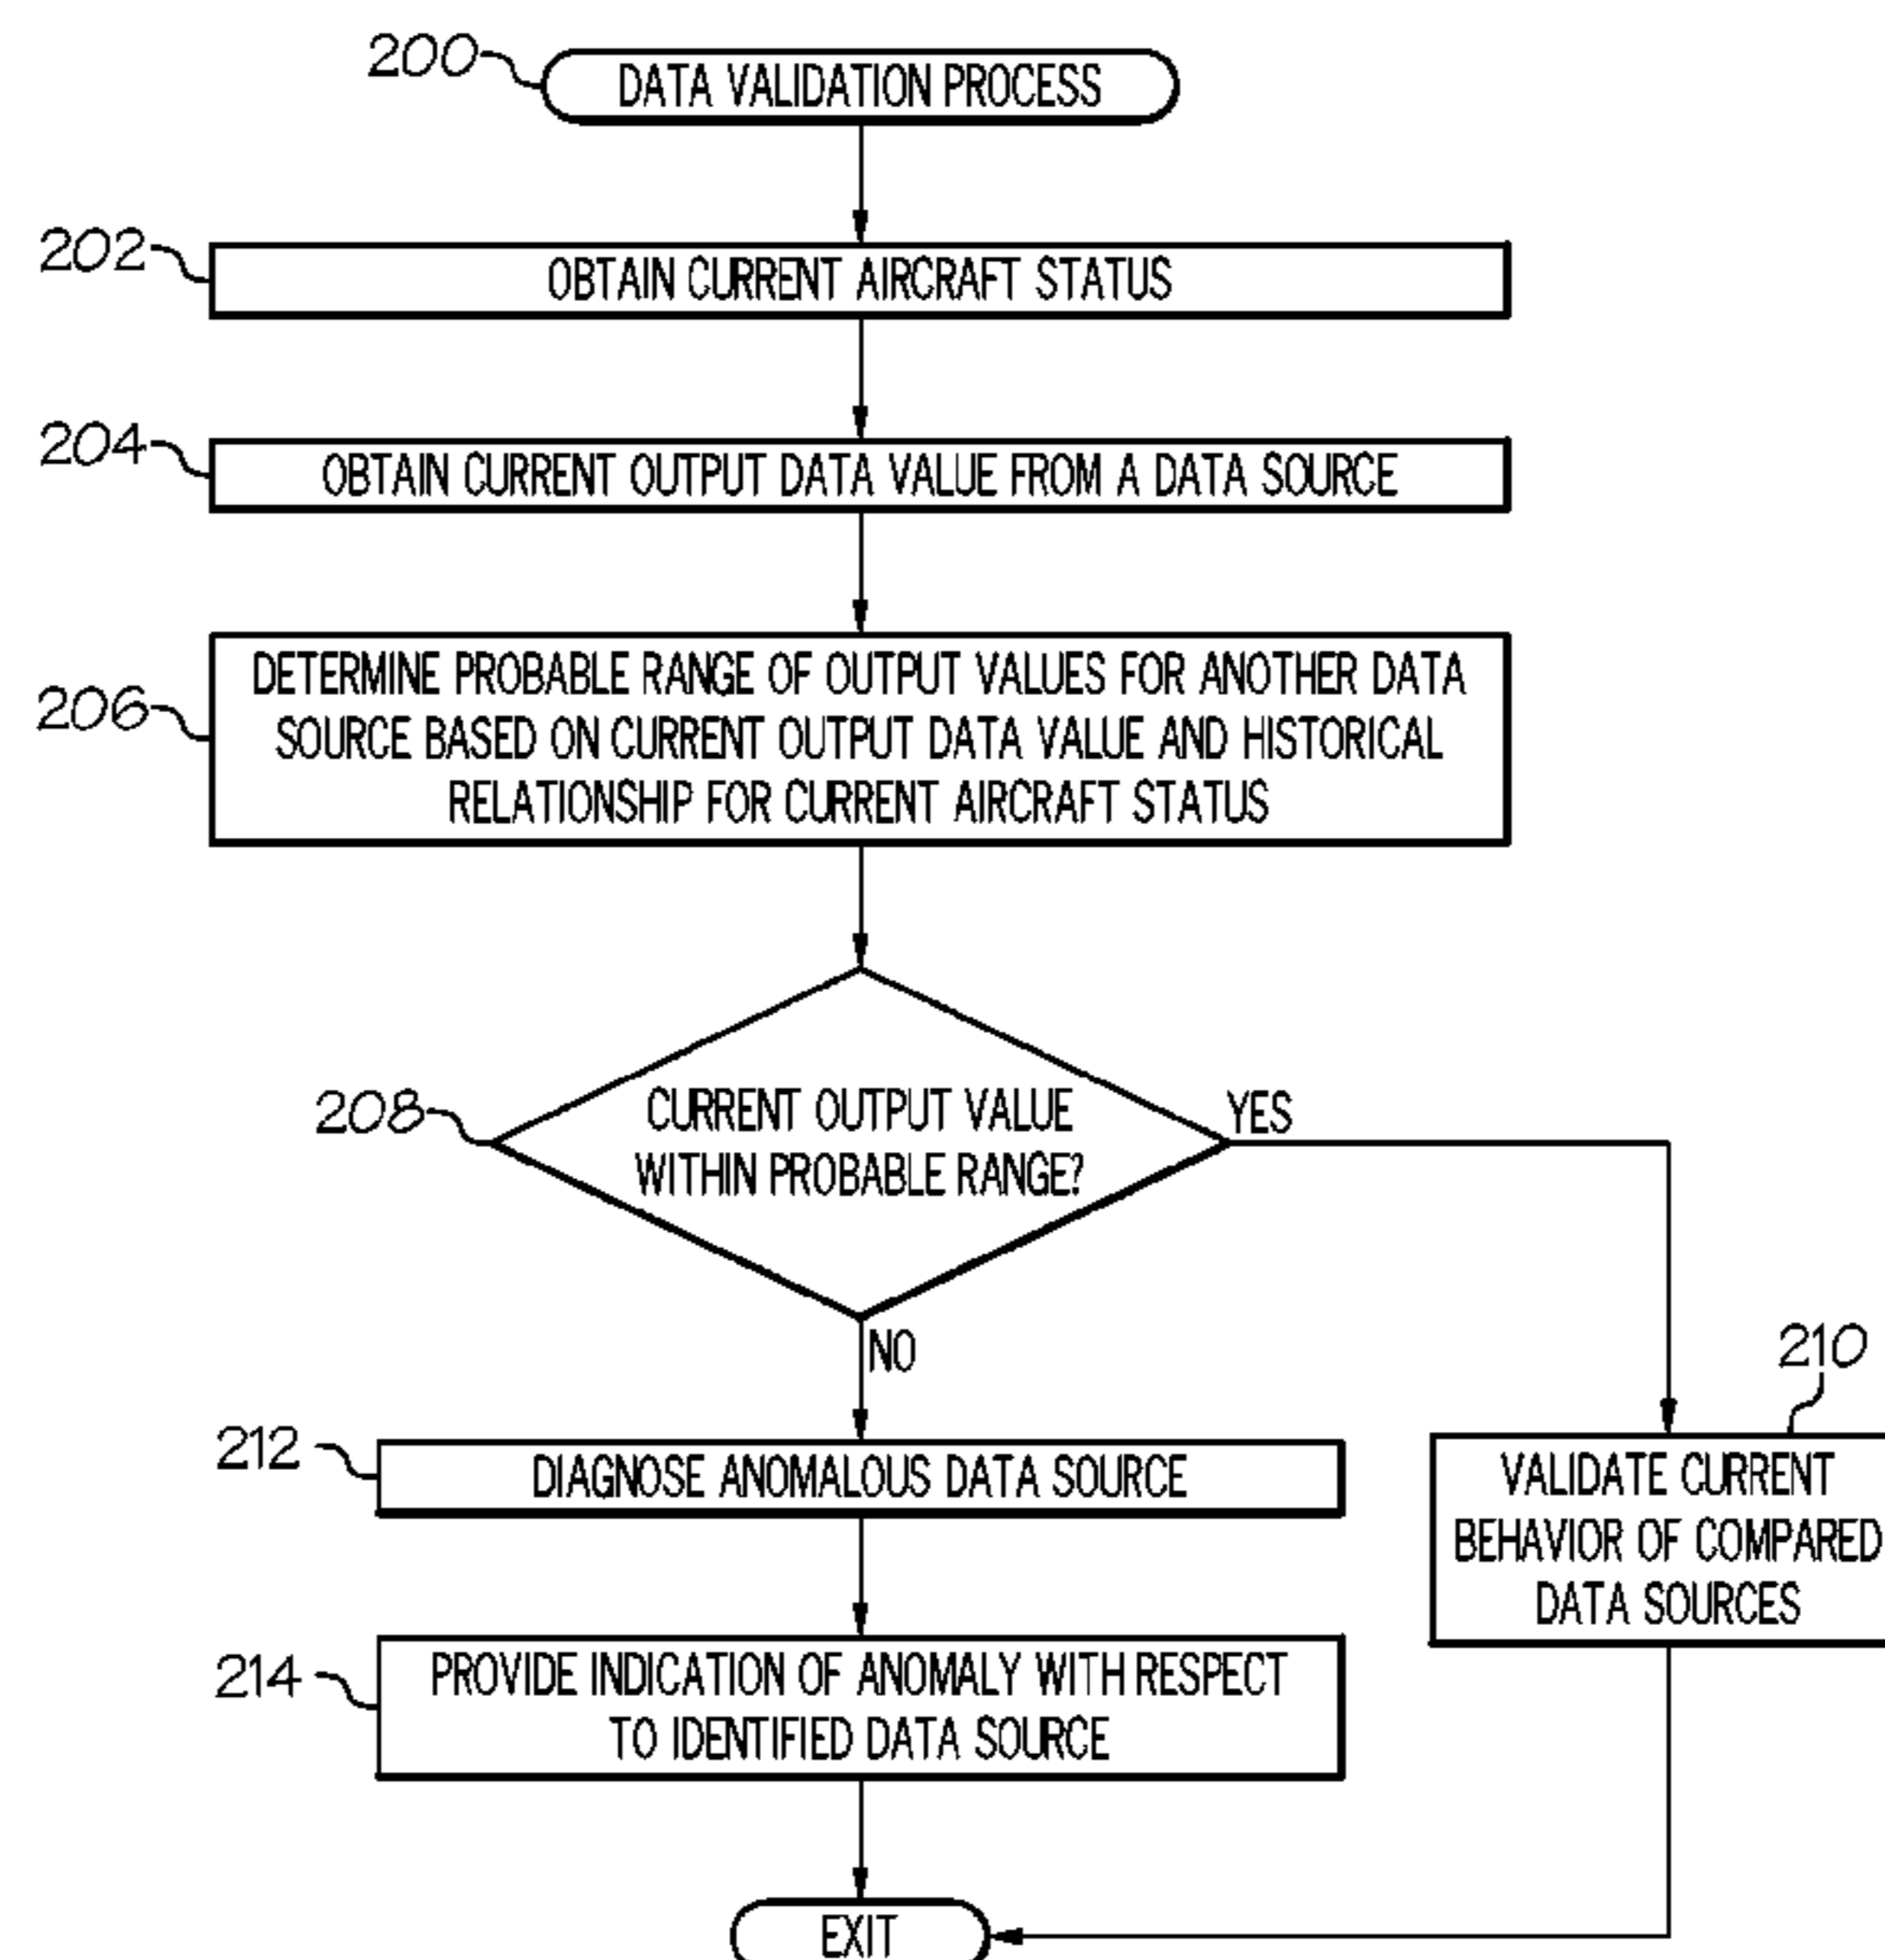 200
DATA VALIDATION PROCESS
202
OBTAIN CURRENT AIRCRAFT STATUS
204
OBTAIN CURRENT OUTPUT DATA VALUE FROM A DATA SOURCE
206
DETERMINE PROBABLE RANGE OF OUTPUT VALUES FOR ANOTHER DATA
SOURCE BASED ON CURRENT OUTPUT DATA VALUE AND HISTORICAL
RELATIONSHIP FOR CURRENT AIRCRAFT STATUS
208
CURRENT OUTPUT VALUE
WITHIN PROBABLE RANGE?
YES
NO
210
VALIDATE CURRENT
BEHAVIOR OF COMPARED
DATA SOURCES
212
DIAGNOSE ANOMALOUS DATA SOURCE
214
PROVIDE INDICATION OF ANOMALY WITH RESPECT
TO IDENTIFIED DATA SOURCE
EXIT